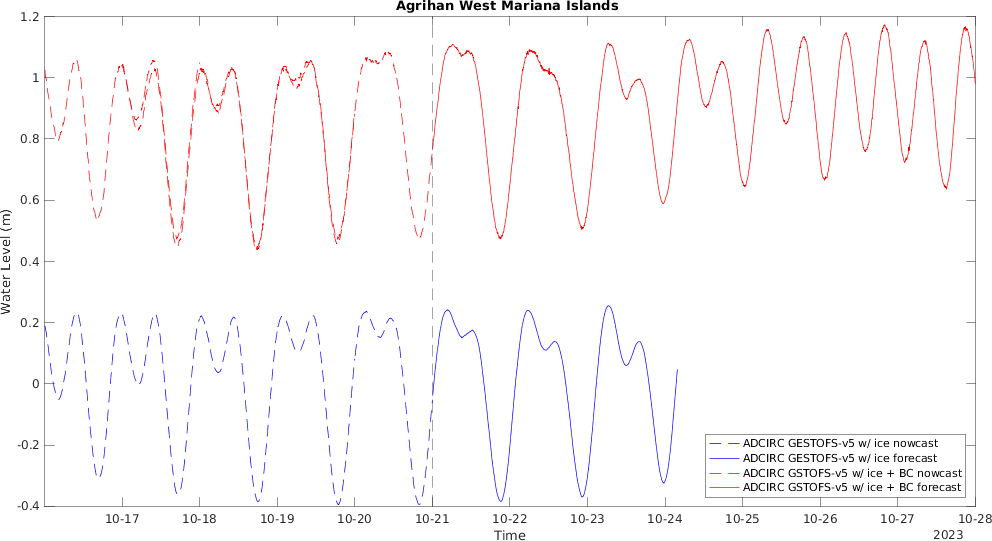 Agrihan West Mariana Islands
1.2
1
0.8
0.6
0.4
0.2
0
-0.2
-0.4
Water Level (m)
ADCIRC GESTOFS-v5 w/ ice nowcast
ADCIRC GESTOFS-v5 w/ ice forecast
ADCIRC GSTOFS-v5 w/ ice + BC nowcast
ADCIRC GSTOFS-v5 w/ ice + BC forecast
10-17 10-18 10-19 10-20 10-21 10-22 10-23 10-24 10-25 10-26 10-27 10-28
Time
2023